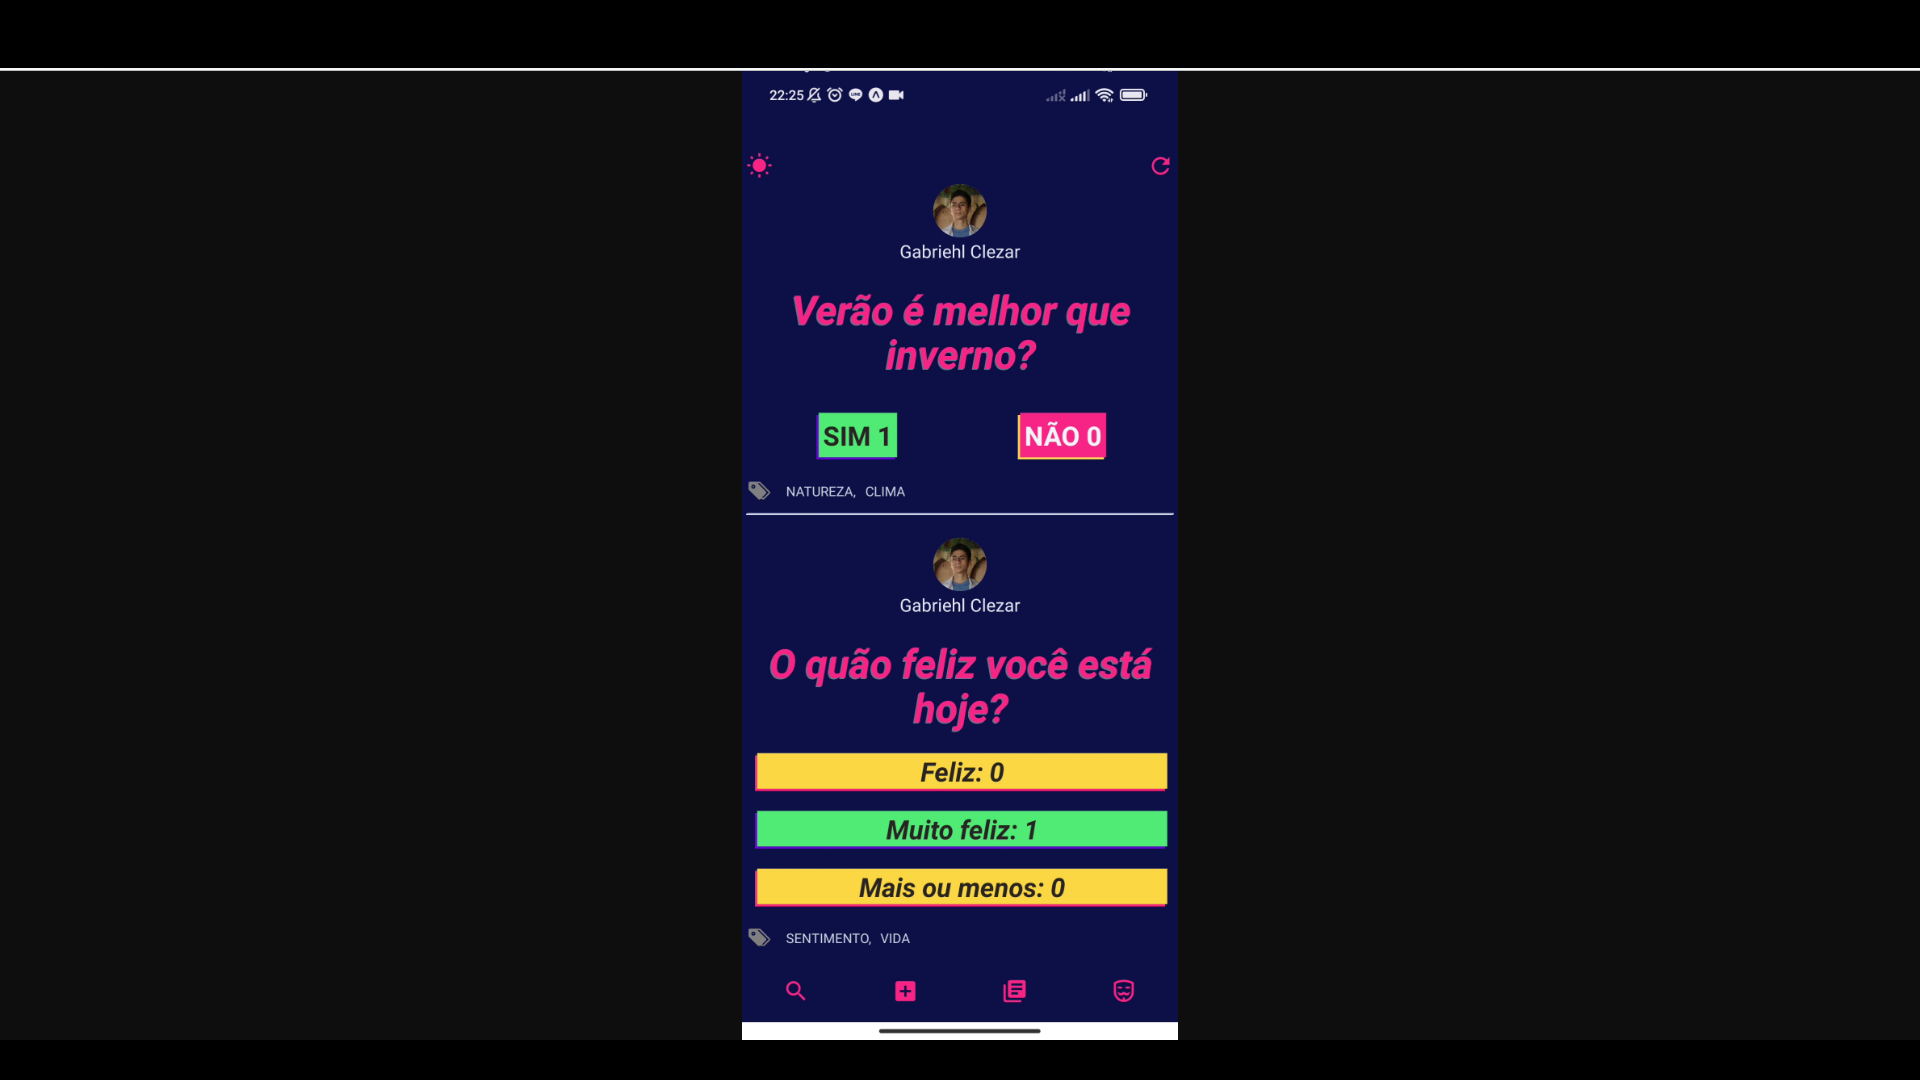 22:25
Gabriehl Clezar
Verão é melhor que
inverno?
SIM 1
NÃO 0
NATUREZA, CLIMA
Gabriehl Clezar
O quão feliz você está
hoje?
Feliz: 0
Muito feliz: 1
Mais ou menos: 0
SENTIMENTO, VIDA